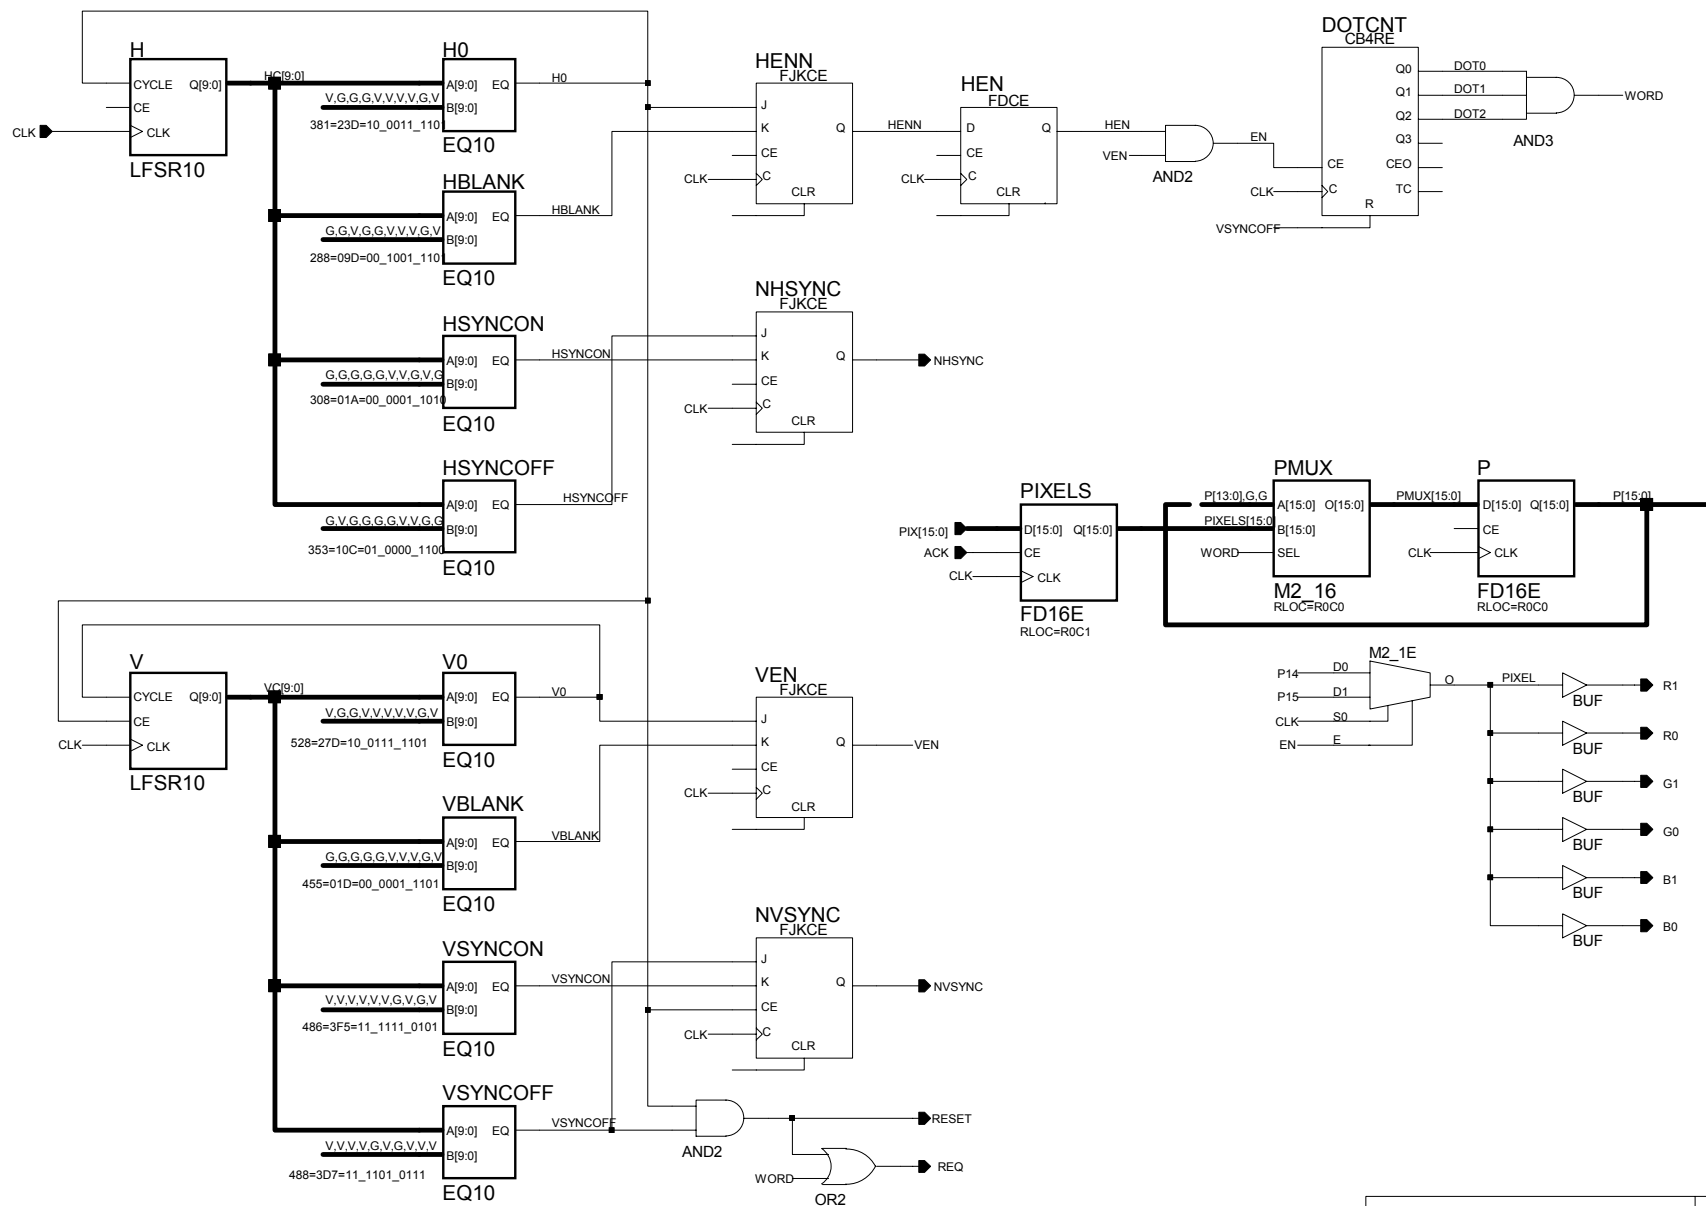 H
CYCLE Q[9:0]
CE
CLK
CLK
LFSR10
HC[9:0]
H0
A[9:0] EQ
B[9:0]
V,G,G,G,V,V,V,V,G,V
381=23D=10_0011_1101
EQ10
H0
HBLANK
A[9:0] EQ
B[9:0]
G,G,V,G,G,V,V,V,G,V
288=09D=00_1001_1101
EQ10
HBLANK
HSYNCON
A[9:0] EQ
B[9:0]
G,G,G,G,G,V,V,G,V,G
308=01A=00_0001_1010
EQ10
HSYNCON
HSYNCOFF
A[9:0] EQ
B[9:0]
G,V,G,G,G,G,V,V,G,G
353=10C=01_0000_1100
EQ10
HSYNCOFF
HENN
FJKCE
J
K Q
CE
CLK C
CLR
HENN
HEN
FDCE
D Q
CE
CLK C
CLR
HEN
VEN
AND2
EN
DOTCNT
CB4RE
Q0
Q1
Q2
Q3
CE CEO
CLK C TC
R
VSYNCOFF
DOT0
DOT1
DOT2
AND3
WORD
NHSYNC
FJKCE
J
K Q
CE
CLK C
CLR
NHSYNC
PIXELS
PIX[15:0] D[15:0] Q[15:0]
ACK CE
CLK CLK
FD16E
RLOC=R0C1
PMUX
P[13:0],G,G A[15:0] O[15:0]
PIXELS[15:0] B[15:0]
WORD SEL
M2_16
RLOC=R0C0
PMUX[15:0]
P
D[15:0] Q[15:0]
CE
CLK CLK
FD16E
RLOC=R0C0
P[15:0]
V
CYCLE Q[9:0]
CE
CLK CLK
LFSR10
VC[9:0]
V0
A[9:0] EQ
B[9:0]
V,G,G,V,V,V,V,V,G,V
528=27D=10_0111_1101
EQ10
V0
VBLANK
A[9:0] EQ
B[9:0]
G,G,G,G,G,V,V,V,G,V
455=01D=00_0001_1101
EQ10
VBLANK
VSYNCON
A[9:0] EQ
B[9:0]
V,V,V,V,V,V,G,V,G,V
486=3F5=11_1111_0101
EQ10
VSYNCON
VSYNCOFF
A[9:0] EQ
B[9:0]
V,V,V,V,G,V,G,V,V,V
488=3D7=11_1101_0111
EQ10
VSYNCOFF
VEN
FJKCE
J
K Q
CE
CLK C
CLR
VEN
NVSYNC
FJKCE
J
K Q
CE
CLK C
CLR
NVSYNC
AND2
RESET
WORD
OR2
REQ
M2_1E
P14 D0
P15 D1
CLK S0
EN E
O
PIXEL
BUF R1
BUF R0
BUF G1
BUF G0
BUF B1
BUF B0